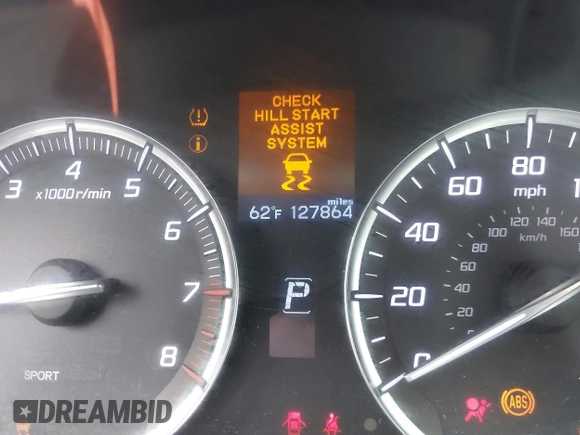 CHECK
HILL START
ASSIST
SYSTEM
miles
62°F 127864
3 4 5 6 7 8
x1000r/min
P
SPORT
0 20 40 60 80
mph
20 40 60 80 100 120 140 160
km/h
ABS
DREAMBID